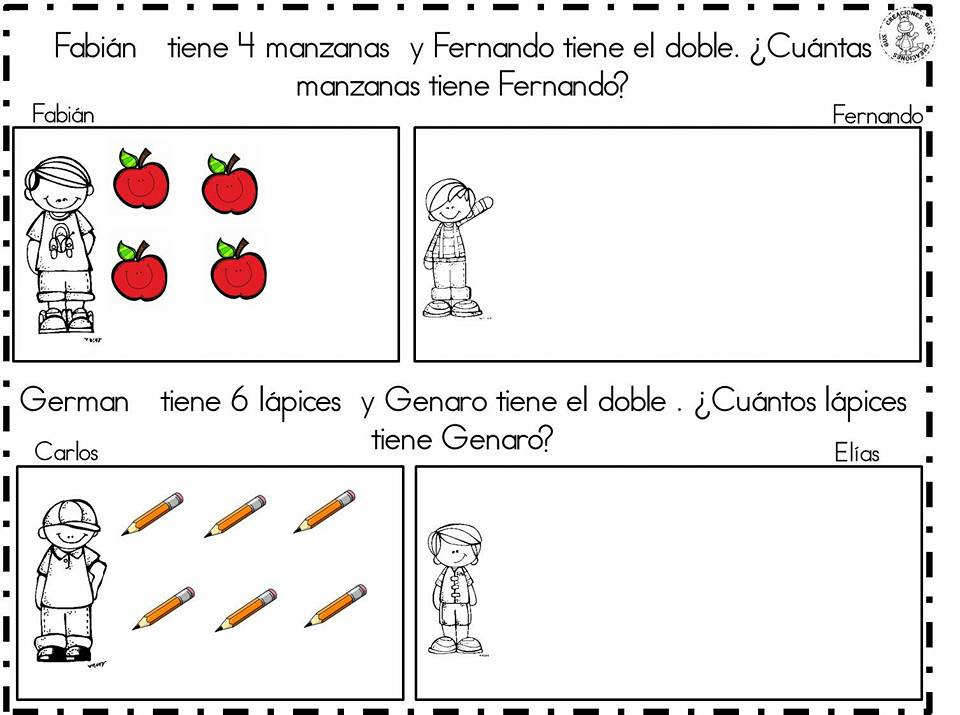 Fabián tiene 4 manzanas y Fernando tiene el doble. ¿Cuántas
manzanas tiene Fernando?
Fabián
Fernando
German tiene 6 lápices y Genaro tiene el doble . ¿Cuántos lápices
tiene Genaro?
Carlos
Elías
CREACIONES GUS CREACIONES GUS